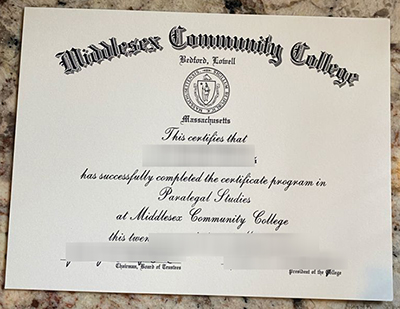 Middlesex Community College
Bedford, Lowell
Massachusetts
This certifies that
has successfully completed the certificate program in
Paralegal Studies
at Middlesex Community College
this
Chairman, Board of Trustees
President of the